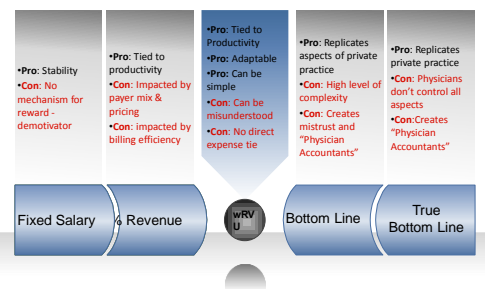 •Pro: Stability
•Con: No
mechanism for
reward -
demotivator
•Pro: Tied to
productivity
•Con: Impacted by
payer mix &
pricing
•Con: impacted by
billing efficiency
•Pro: Tied to
Productivity
•Pro: Adaptable
•Pro: Can be
simple
•Con: Can be
misunderstood
•Con: No direct
expense tie
•Pro: Replicates
aspects of private
practice
•Con: High level of
complexity
•Con: Creates
mistrust and
“Physician
Accountants”
•Pro: Replicates
private practice
•Con: Physicians
don’t control all
aspects
•Con:Creates
“Physician
Accountants”
Fixed Salary
% Revenue
wRV
U
Bottom Line
True
Bottom Line